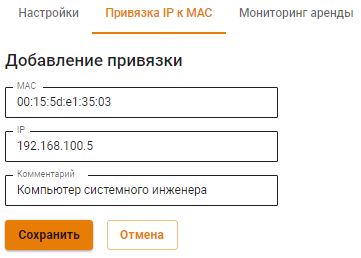 Настройки Привязка IP к MAC Мониторинг аренды
Добавление привязки
MAC
00:15:5d:e1:35:03
IP
192.168.100.5
Комментарий
Компьютер системного инженера
Сохранить Отмена